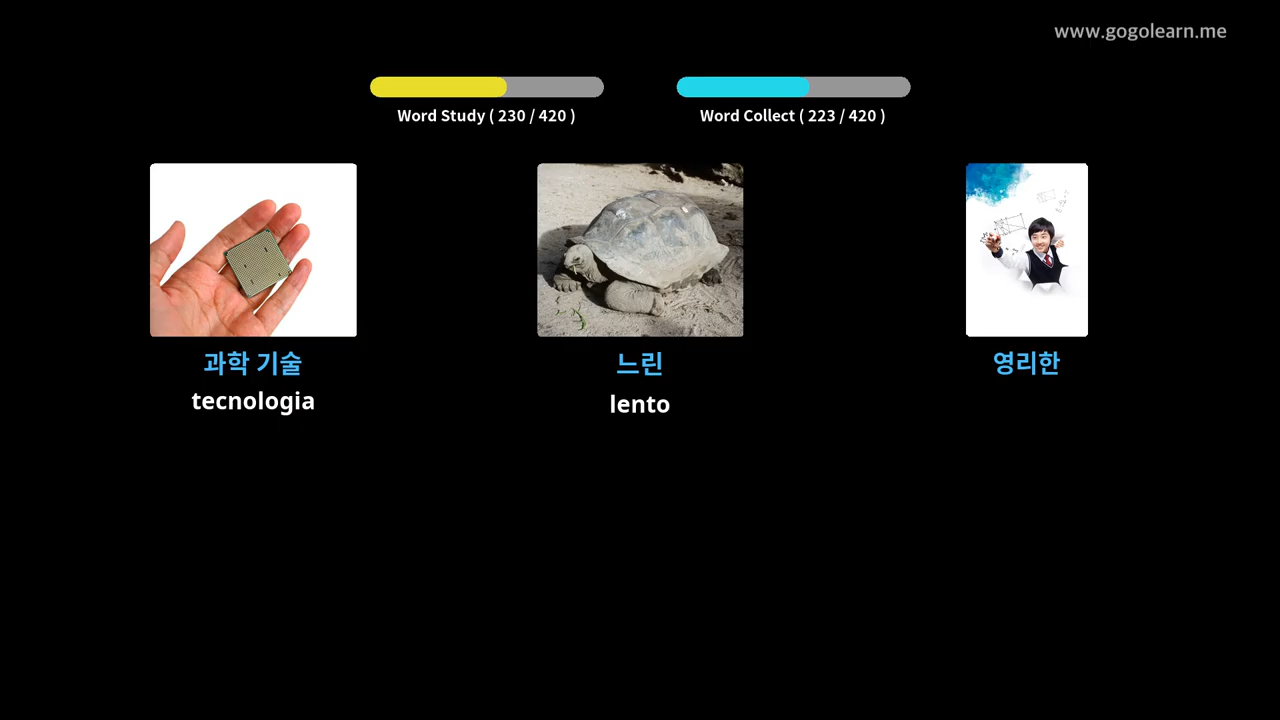 www.gogolearn.me
Word Study ( 230 / 420 )
Word Collect ( 223 / 420 )
과학 기술
느린
영리한
tecnologia
lento